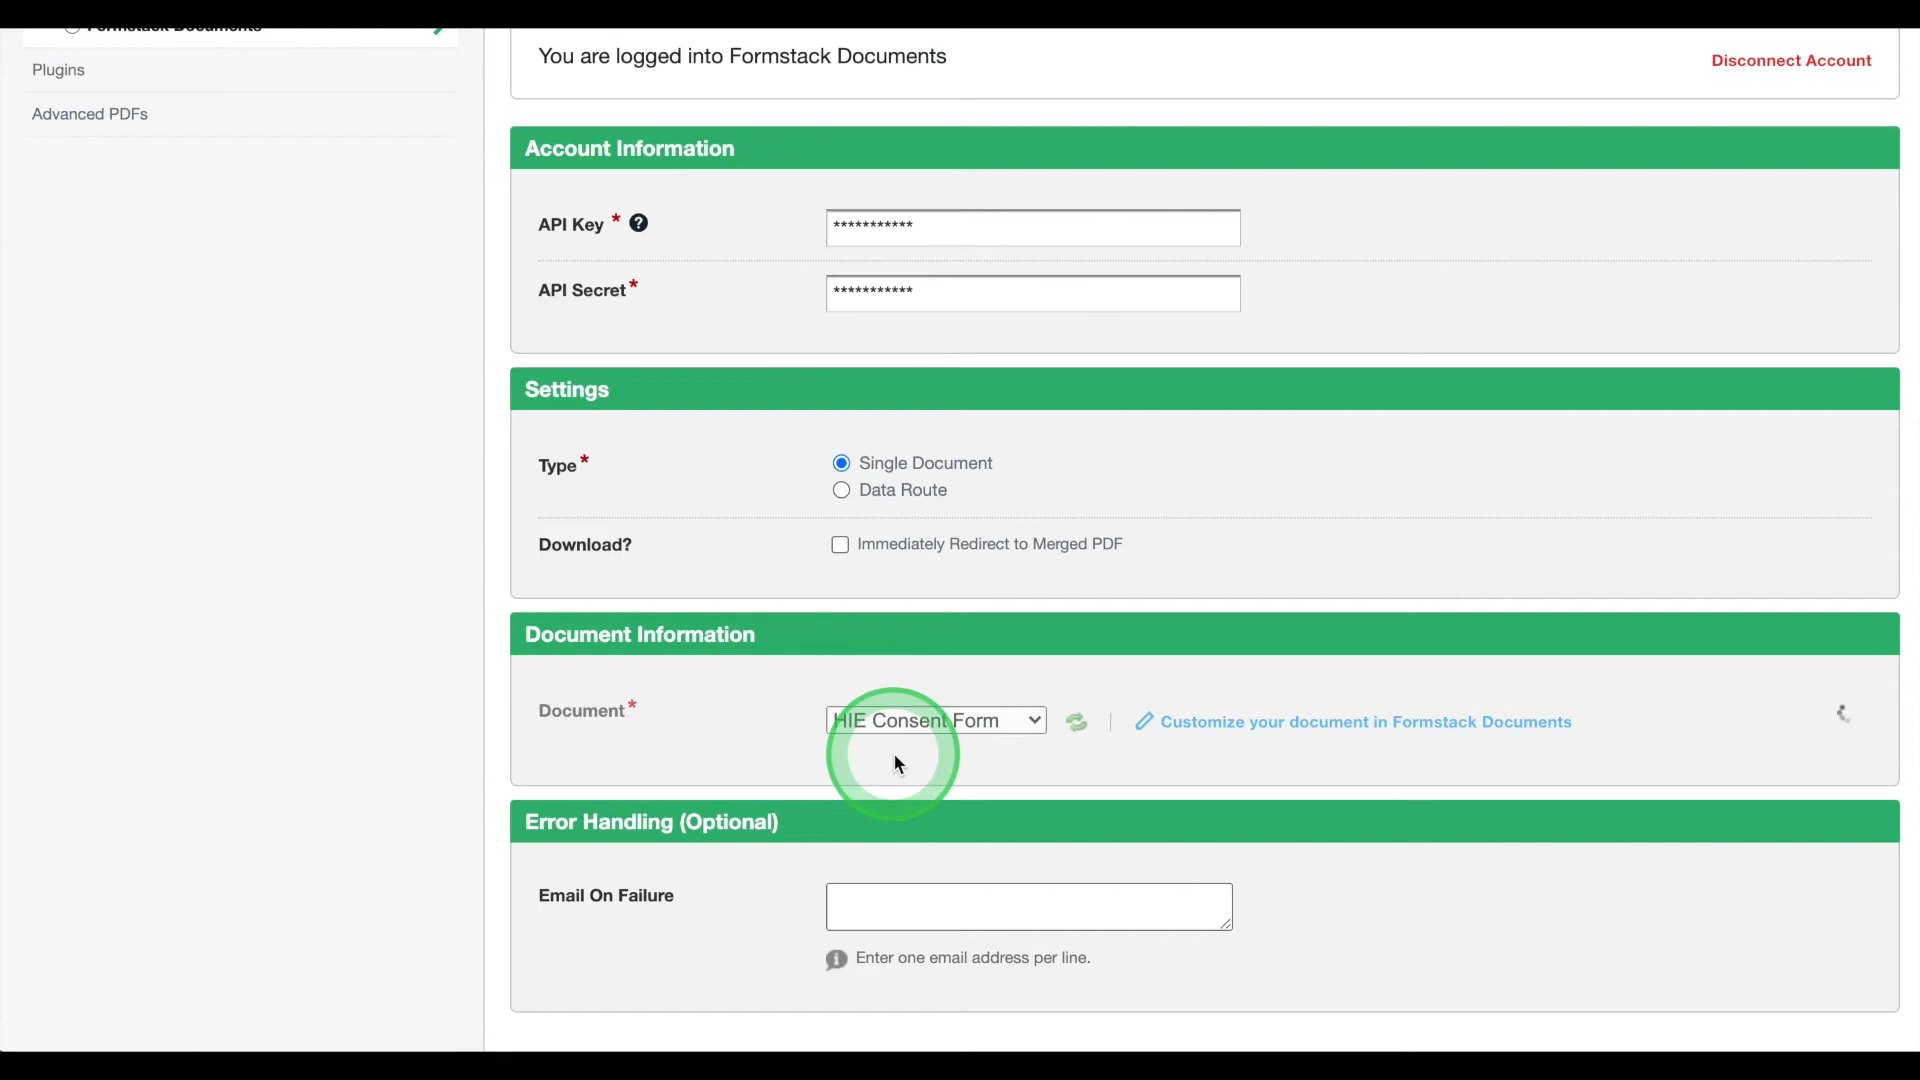 Formstack Documents
Plugins
Advanced PDFs
You are logged into Formstack Documents
Disconnect Account
Account Information
API Key * ?
***********
API Secret *
***********
Settings
Type *
Single Document
Data Route
Download?
Immediately Redirect to Merged PDF
Document Information
Document *
HIE Consent Form
|
Customize your document in Formstack Documents
Error Handling (Optional)
Email On Failure
Enter one email address per line.